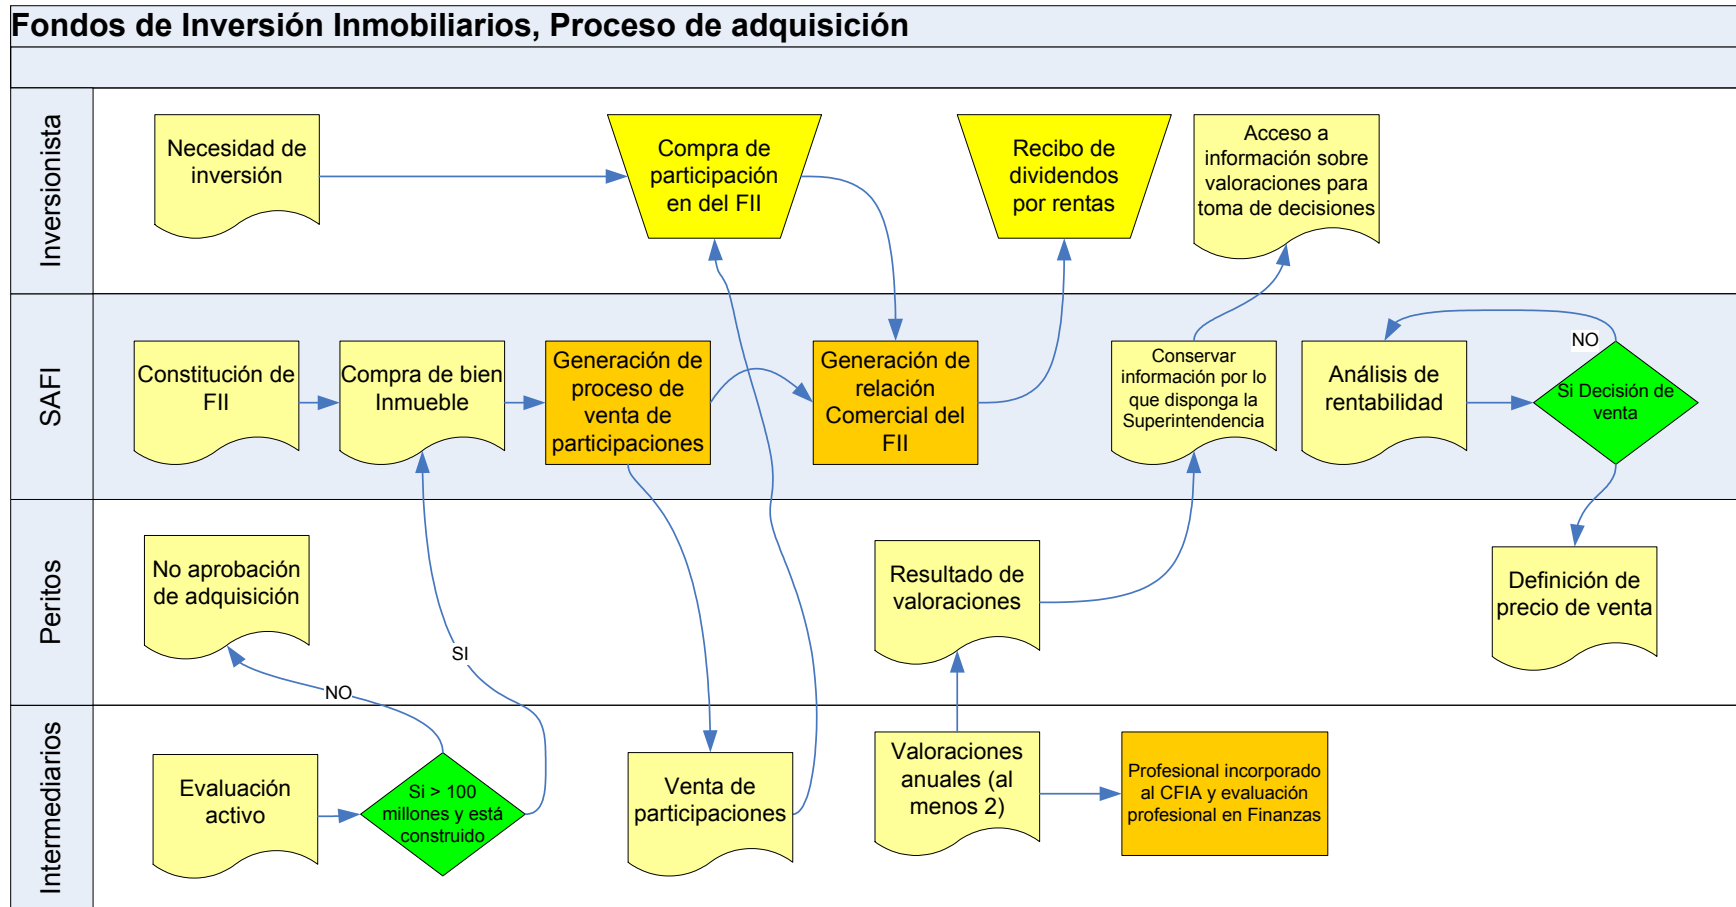 Fondos de Inversión Inmobiliarios, Proceso de adquisición
Inversionista
Necesidad de
inversión
Compra de
participación
en del FII
Recibo de
dividendos
por rentas
Acceso a
información sobre
valoraciones para
toma de decisiones
SAFI
Constitución de
FII
Compra de bien
Inmueble
Generación de
proceso de
venta de
participaciones
Generación de
relación
Comercial del
FII
Conservar
información por lo
que disponga la
Superintendencia
Análisis de
rentabilidad
NO
Si Decisión de
venta
Peritos
No aprobación
de adquisición
SI
NO
Resultado de
valoraciones
Definición de
precio de venta
Intermediarios
Evaluación
activo
Si > 100
millones y está
construido
Venta de
participaciones
Valoraciones
anuales (al
menos 2)
Profesional incorporado
al CFIA y evaluación
profesional en Finanzas